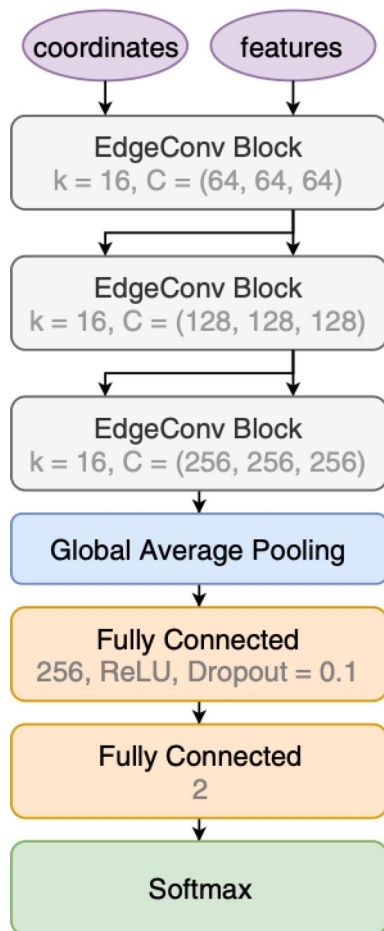 coordinates
features
EdgeConv Block
k = 16, C = (64, 64, 64)
EdgeConv Block
k = 16, C = (128, 128, 128)
EdgeConv Block
k = 16, C = (256, 256, 256)
Global Average Pooling
Fully Connected
256, ReLU, Dropout = 0.1
Fully Connected
2
Softmax